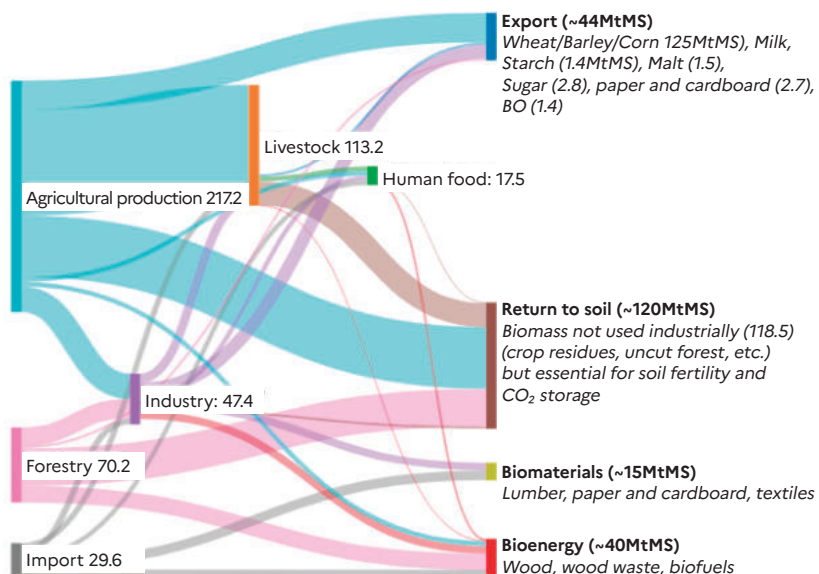 Export (~44MtMS)
Wheat/Barley/Corn 125MtMS), Milk,
Starch (1.4MtMS), Malt (1.5),
Sugar (2.8), paper and cardboard (2.7),
BO (1.4)
Livestock 113.2
Human food: 17.5
Agricultural production 217.2
Return to soil (~120MtMS)
Biomass not used industrially (118.5)
(crop residues, uncut forest, etc.)
but essential for soil fertility and
CO₂ storage
Industry: 47.4
Forestry 70.2
Biomaterials (~15MtMS)
Lumber, paper and cardboard, textiles
Import 29.6
Bioenergy (~40MtMS)
Wood, wood waste, biofuels